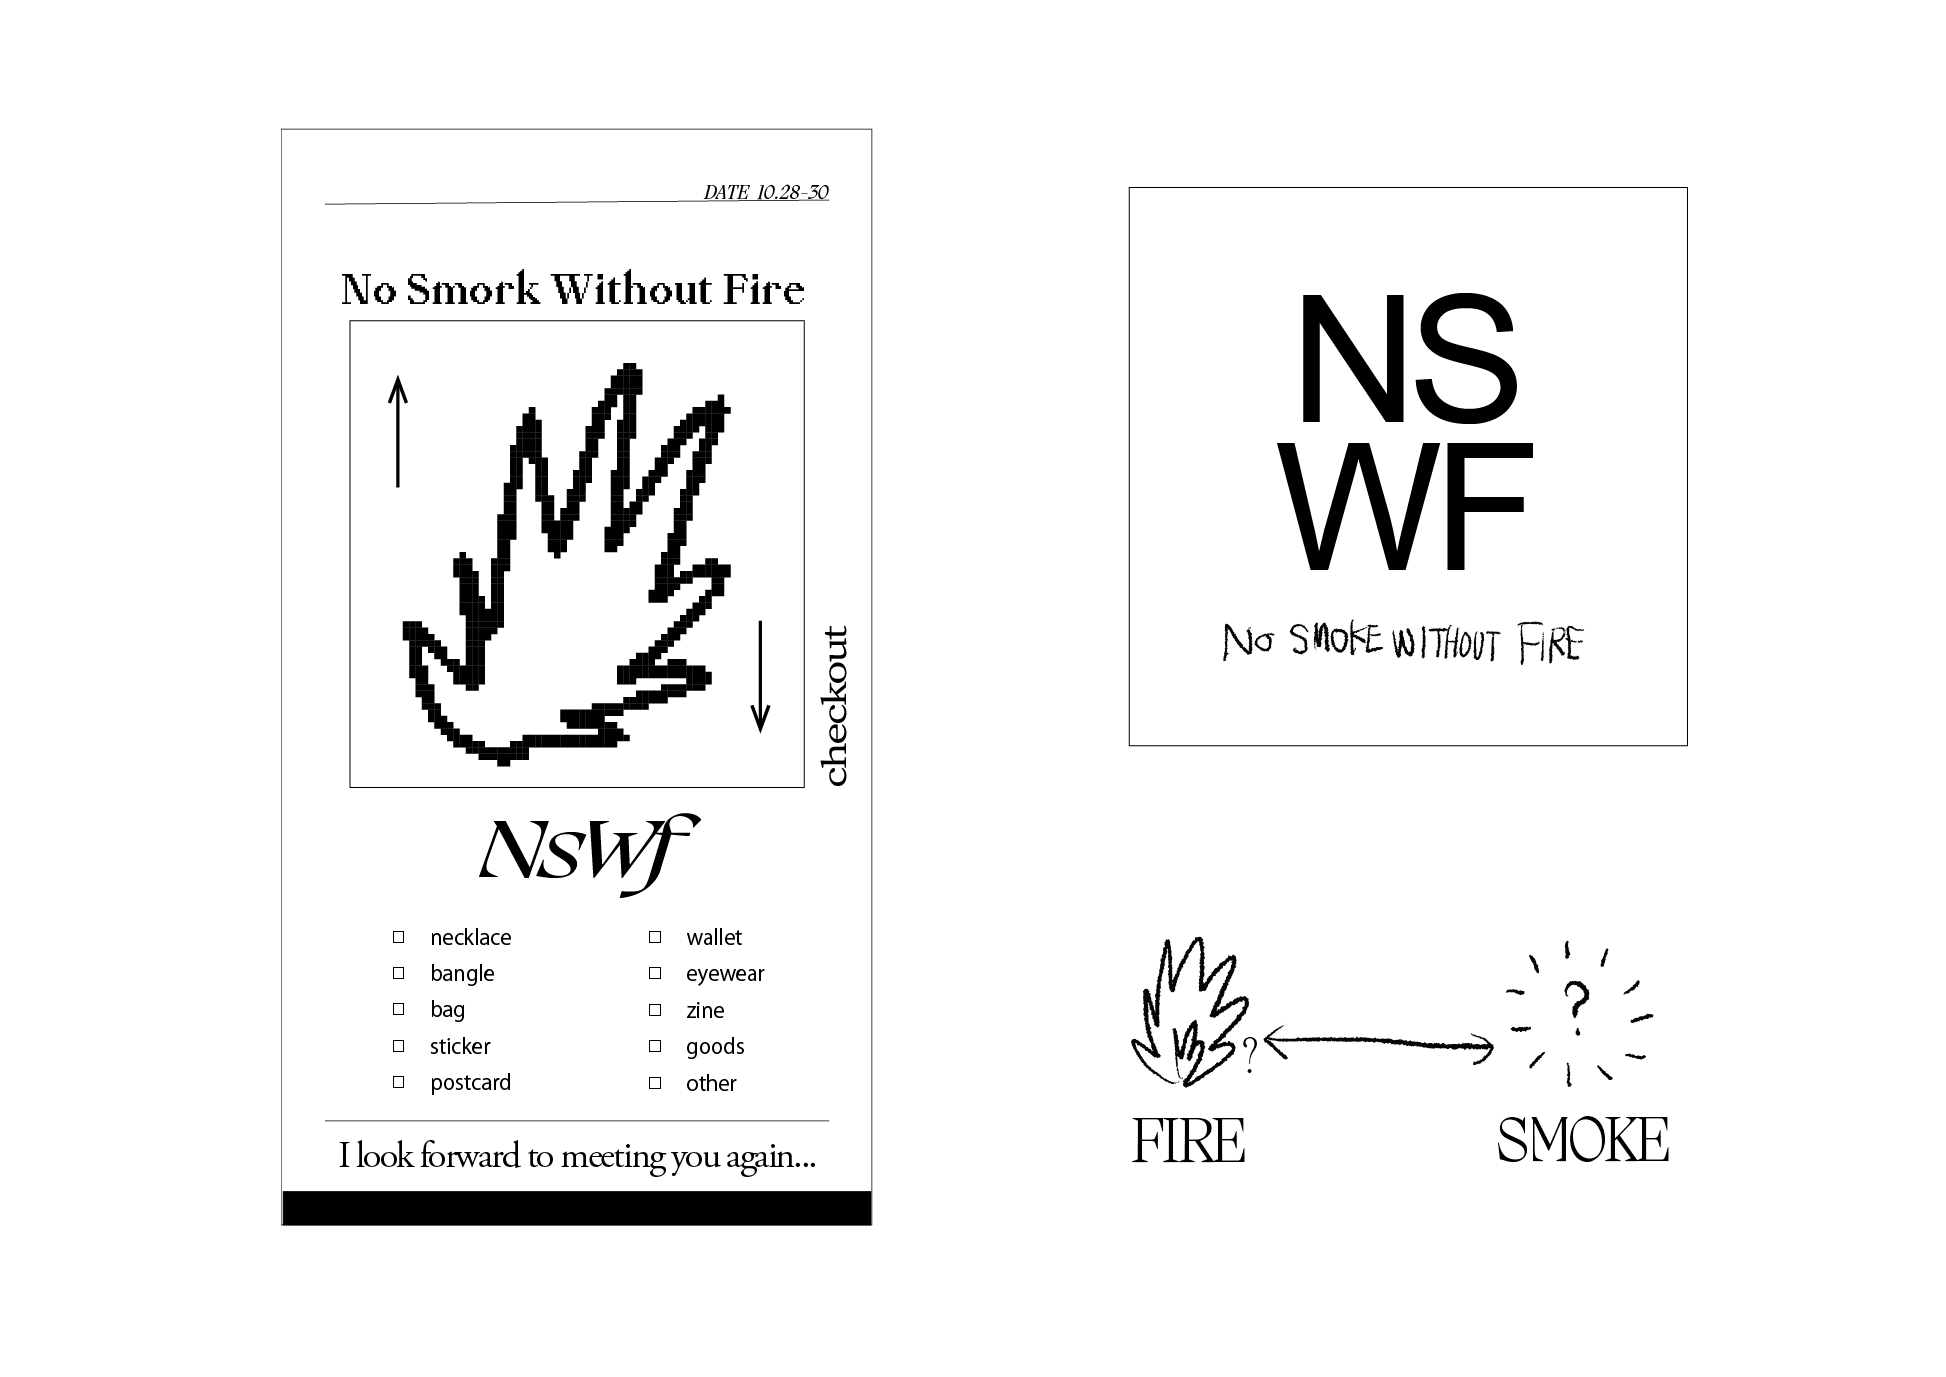 DATE 10.28-30
No Smork Without Fire
checkout
Nswf
necklace
bangle
bag
sticker
postcard
wallet
eyewear
zine
goods
other
I look forward to meeting you again...
NS
WF
No SMOKE WITHOUT FiRE
?
?
FIRE
SMOKE